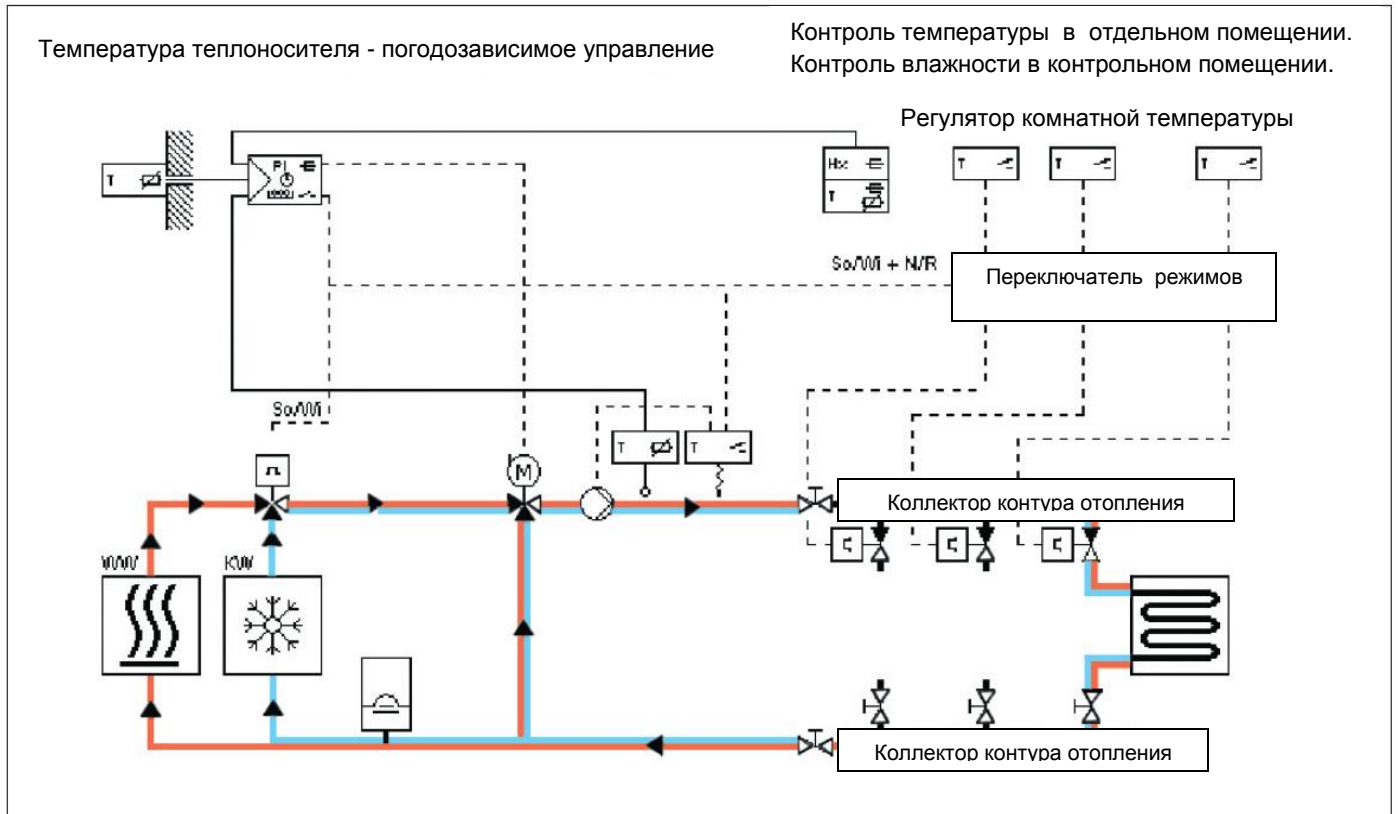 Температура теплоносителя - погодозависимое управление
Контроль температуры в отдельном помещении.
Контроль влажности в контрольном помещении.
Регулятор комнатной температуры
T
PI
Hx
T
T
T
T
So/Wi + N/R
Переключатель режимов
So/Wi
T
T
M
Коллектор контура отопления
WW
KW
Коллектор контура отопления